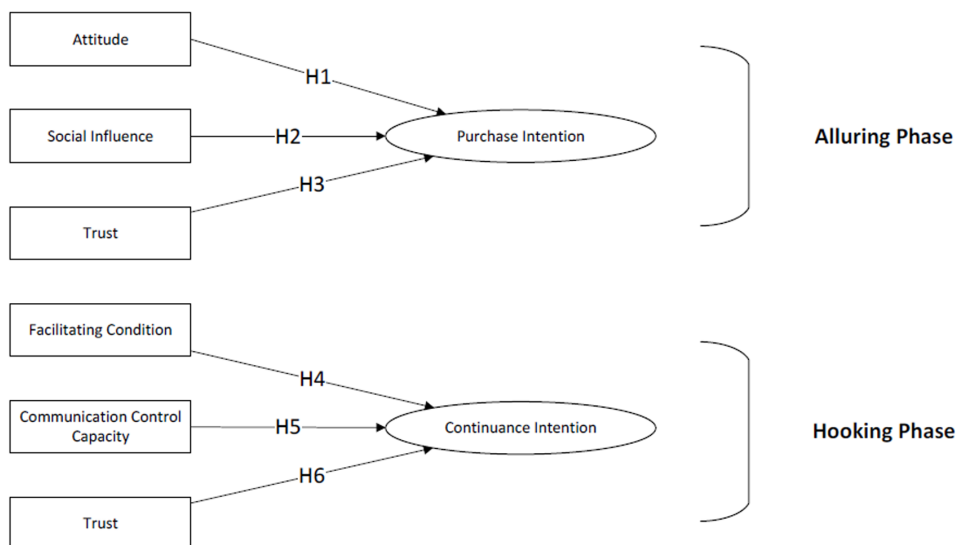 Attitude
H1
Social Influence
H2
Purchase Intention
Alluring Phase
H3
Trust
Facilitating Condition
H4
Communication Control
Capacity
H5
Continuance Intention
Hooking Phase
H6
Trust